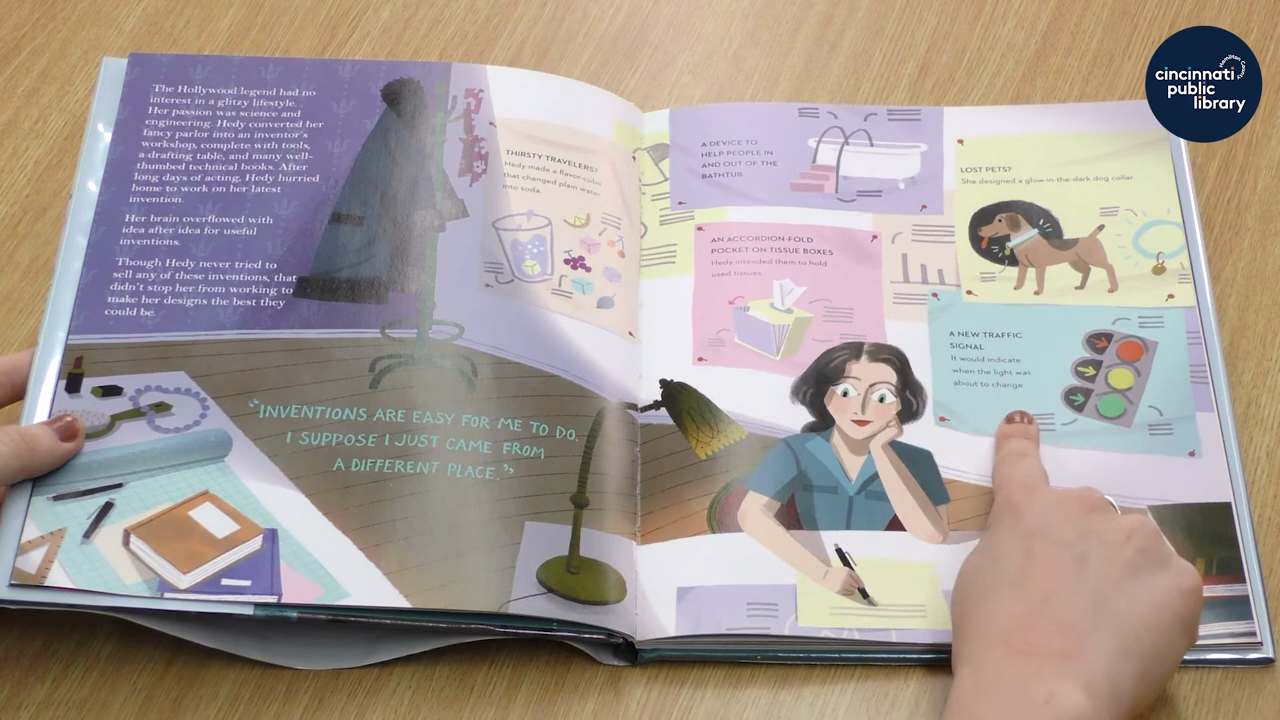 The Hollywood legend had no
interest in a glitzy lifestyle.
Her passion was science and
engineering. Hedy converted her
fancy parlor into an inventor's
workshop, complete with tools,
a drafting table, and many well-
thumbed technical books. After
long days of acting, Hedy hurried
home to work on her latest
invention.
Her brain overflowed with
idea after idea for useful
inventions.
Though Hedy never tried to
sell any of these inventions, that
didn't stop her from working to
make her designs the best they
could be.
"INVENTIONS ARE EASY FOR ME TO DO.
I SUPPOSE I JUST CAME FROM
A DIFFERENT PLACE."
THIRSTY TRAVELERS?
Hedy made a flavor-cube
that changed plain water
into soda.
A DEVICE TO
HELP PEOPLE IN
AND OUT OF THE
BATHTUB
AN ACCORDION-FOLD
POCKET ON TISSUE BOXES
Hedy intended them to hold
used tissues
LOST PETS?
She designed a glow-in-the-dark dog collar
A NEW TRAFFIC
SIGNAL
It would indicate
when the light was
about to change
Hamilton County
cincinnati
public
library